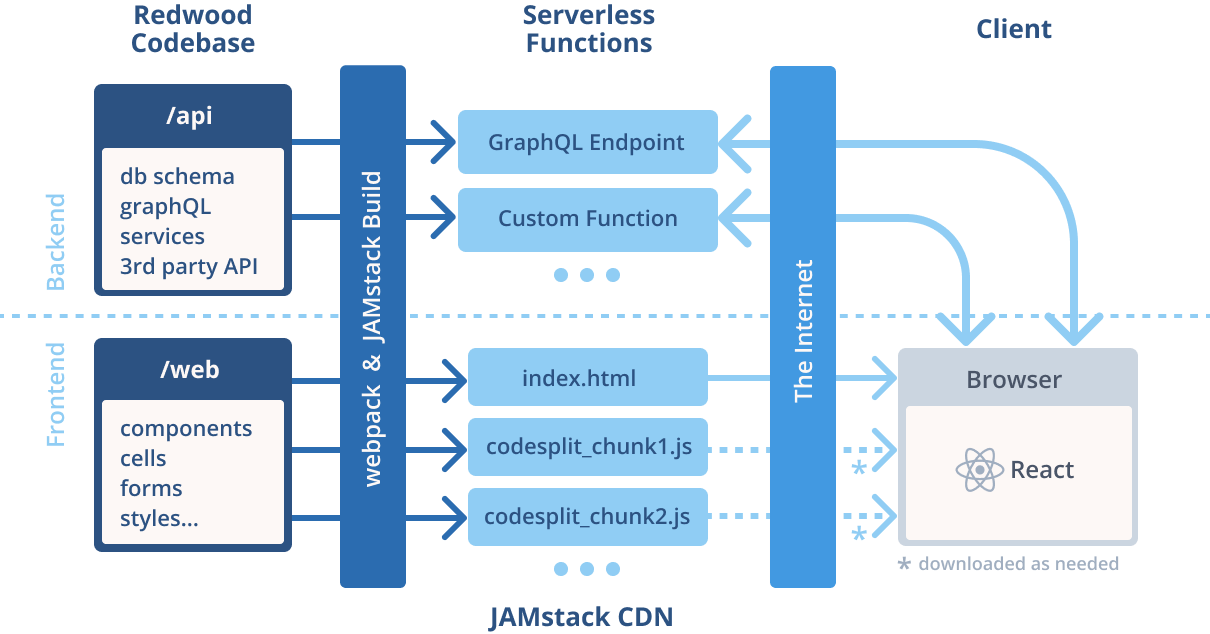 Redwood
Codebase
Serverless
Functions
Client
Backend
/api
db schema
graphQL
services
3rd party API
webpack & JAMstack Build
GraphQL Endpoint
Custom Function
The Internet
Frontend
/web
components
cells
forms
styles...
index.html
codesplit_chunk1.js
codesplit_chunk2.js
*
*
Browser
React
* downloaded as needed
JAMstack CDN